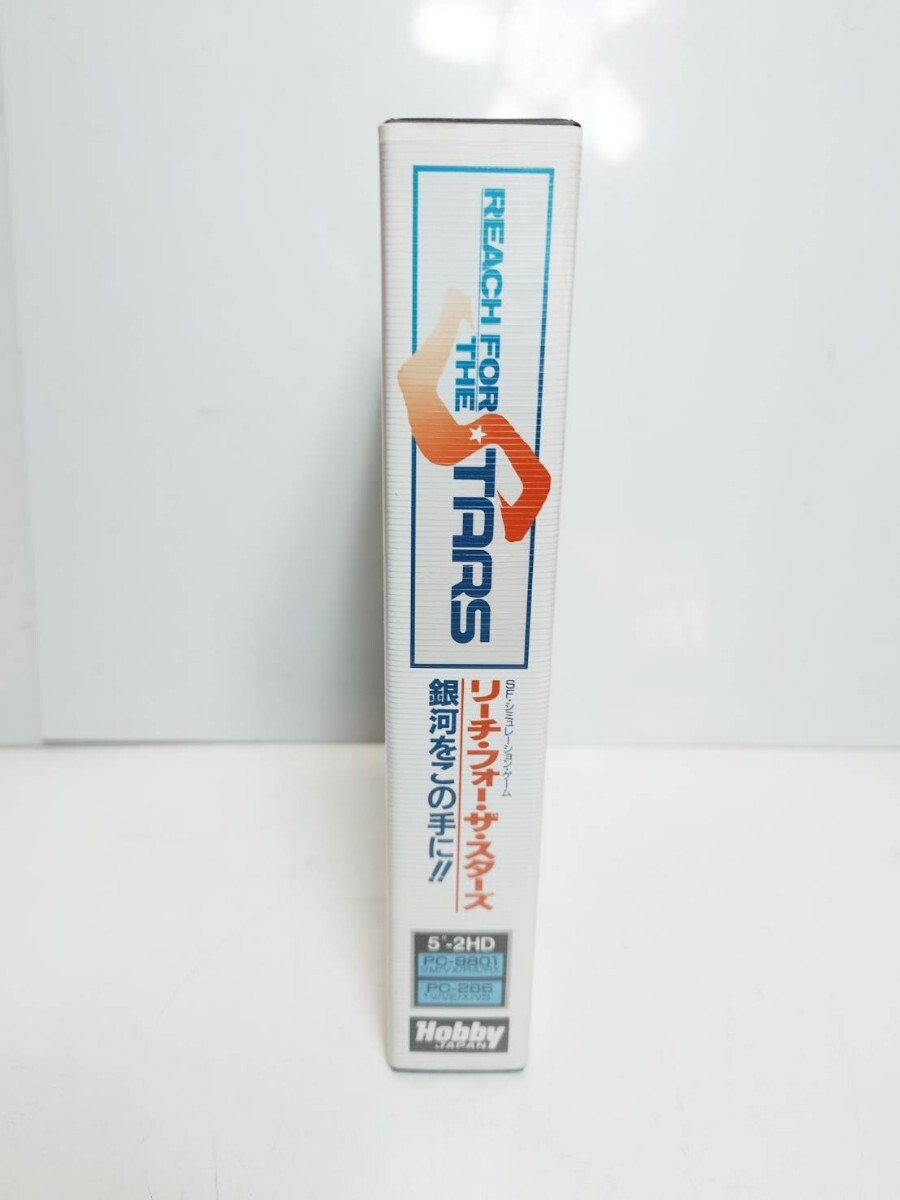 REACH FOR
THE
STARS
SF・シミュレーション・ゲーム
リーチ・フォー・ザ・スターズ
銀河をこの手に!!
5"-2HD
PC-9801
PC-286
Hobby
JAPAN